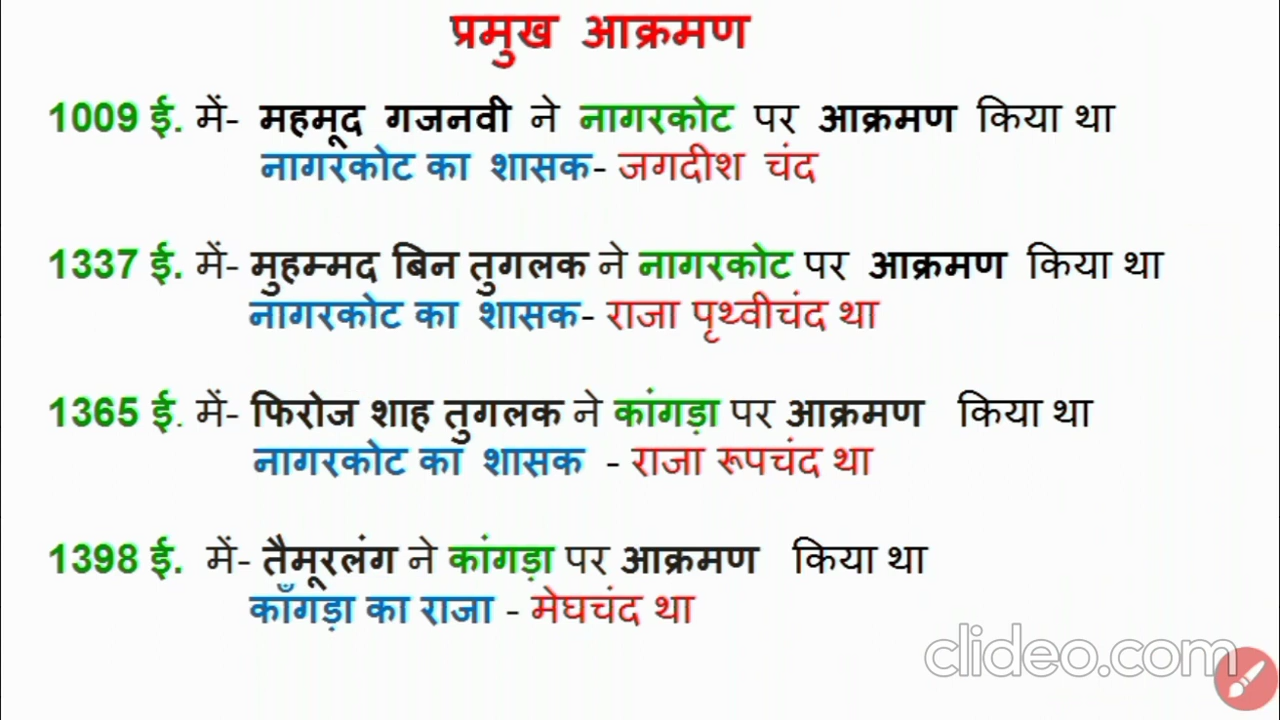 प्रमुख आक्रमण
1009 ई. में- महमूद गजनवी ने नागरकोट पर आक्रमण किया था
नागरकोट का शासक- जगदीश चंद
1337 ई. में- मुहम्मद बिन तुगलक ने नागरकोट पर आक्रमण किया था
नागरकोट का शासक- राजा पृथ्वीचंद था
1365 ई. में- फिरोज शाह तुगलक ने कांगड़ा पर आक्रमण किया था
नागरकोट का शासक - राजा रूपचंद था
1398 ई. में- तैमूरलंग ने कांगड़ा पर आक्रमण किया था
काँगड़ा का राजा - मेघचंद था
clideo.com